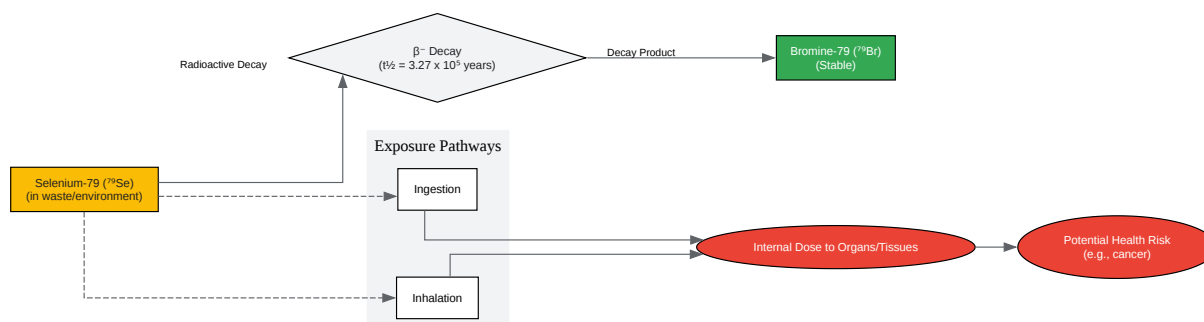 β⁻ Decay
(t½ = 3.27 x 10⁵ years)
Radioactive Decay
Decay Product
Bromine-79 (⁷⁹Br)
(Stable)
Exposure Pathways
Selenium-79 (⁷⁹Se)
(in waste/environment)
Ingestion
Inhalation
Internal Dose to Organs/Tissues
Potential Health Risk
(e.g., cancer)